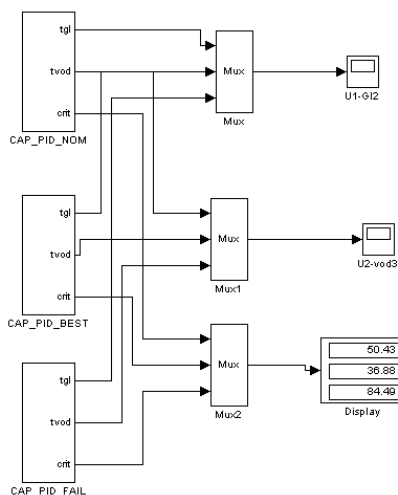 tgl
tvod
crit
CAP_PID_NOM
Mux
Mux
U1-Gl2
tgl
tvod
crit
CAP_PID_BEST
Mux
Mux1
U2-vod3
tgl
tvod
crit
CAP_PID_FAIL
Mux
Mux2
50.43
36.88
84.49
Display